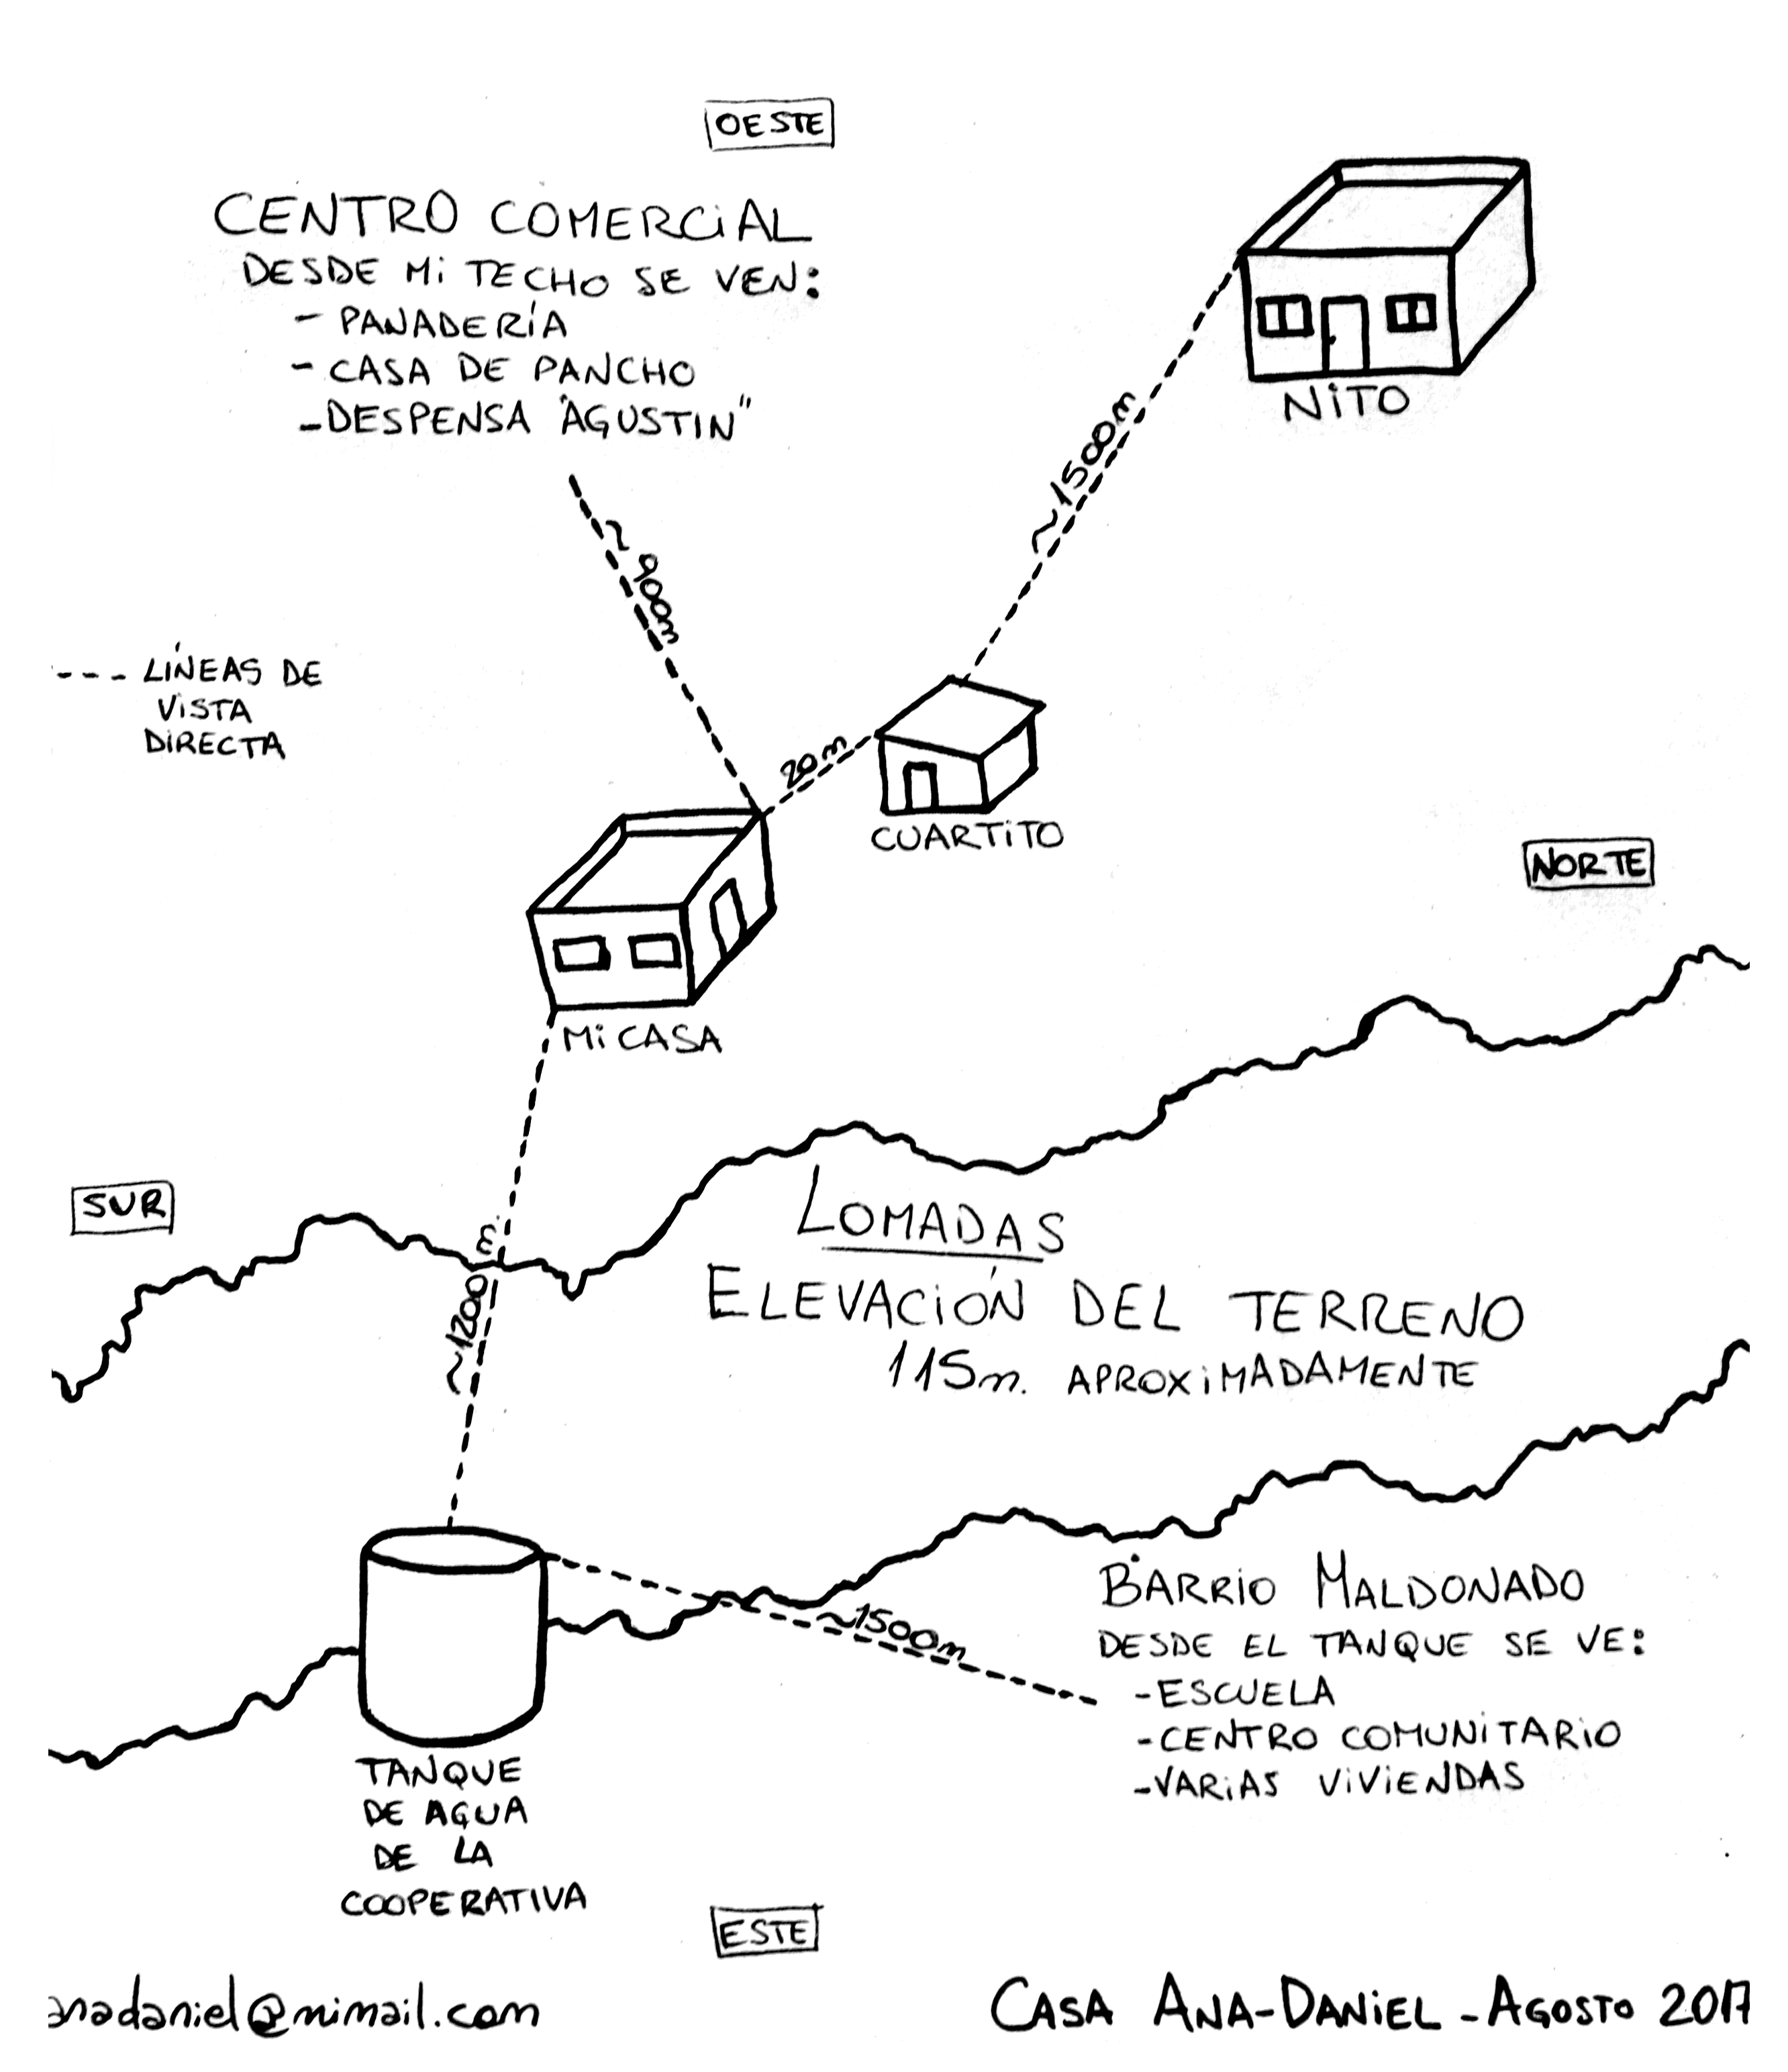 OESTE
CENTRO COMERCiAL
DESDE Mi TECHO SE VEN:
- PANADERÍA
- CASA DE PANCHO
- DESPENSA "AGUSTIN"
NiTO
~1500m
~900m
--- LÍNEAS DE
ViSTA
DiRECTA
20m
CUARTiTO
NORTE
Mi CASA
SUR
LOMADAS
ELEVACiÓN DEL TERRENO
115m. APROXiMADAMENTE
~1200m
BARRiO MALDONADO
~1500m
DESDE EL TANQUE SE VE:
- ESCUELA
- CENTRO COMUNiTARiO
- VARiAS ViViENDAS
TANQUE
DE AGUA
DE LA
COOPERATIVA
ESTE
anadaniel@mimail.com
CASA ANA-DANiEL - AGOSTO 2017